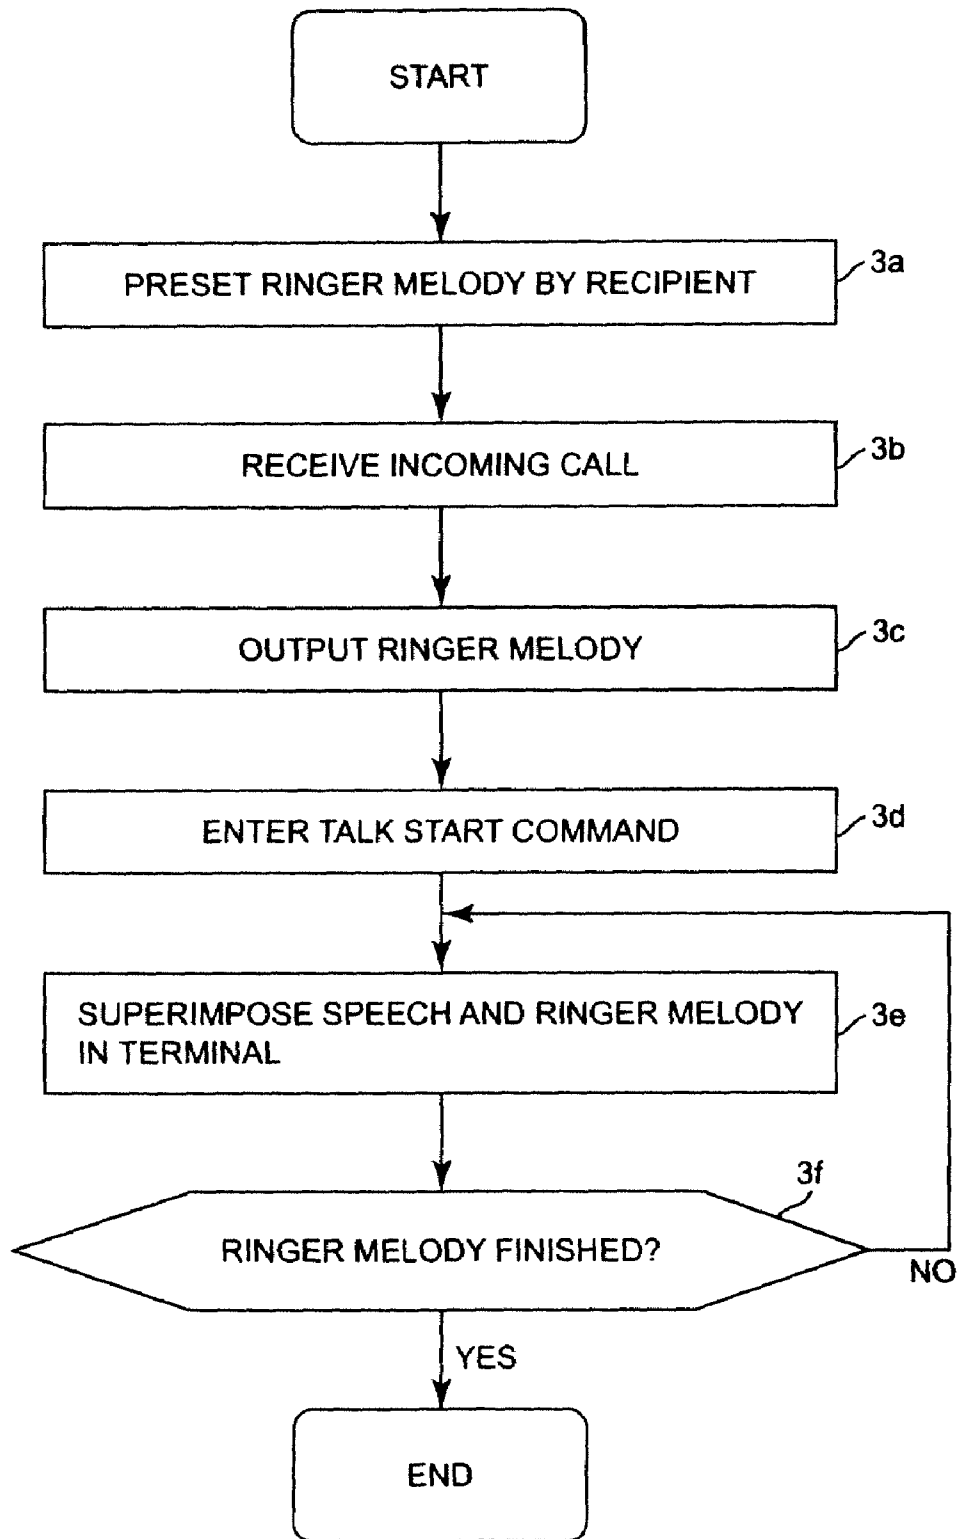 START
PRESET RINGER MELODY BY RECIPIENT
3a
RECEIVE INCOMING CALL
3b
OUTPUT RINGER MELODY
3c
ENTER TALK START COMMAND
3d
SUPERIMPOSE SPEECH AND RINGER MELODY
IN TERMINAL
3e
3f
RINGER MELODY FINISHED?
NO
YES
END